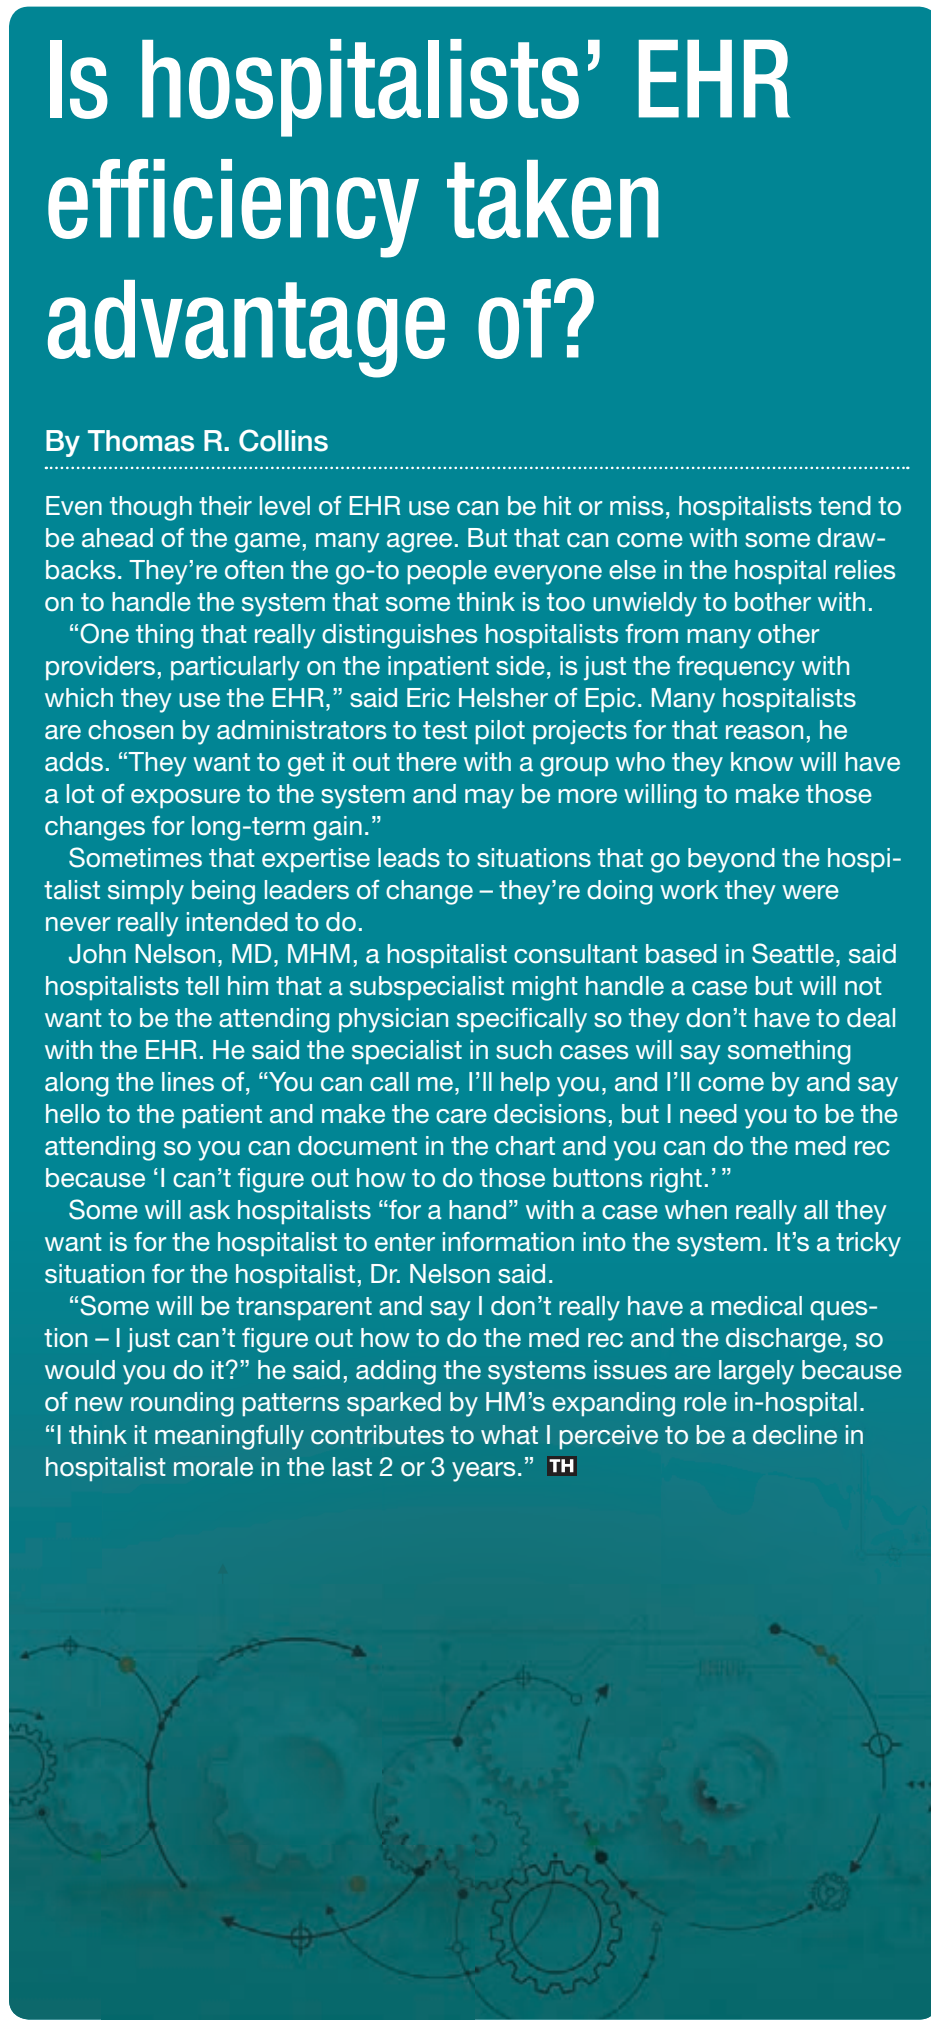 Is hospitalists’ EHR
efficiency taken
advantage of?
By Thomas R. Collins
Even though their level of EHR use can be hit or miss, hospitalists tend to
be ahead of the game, many agree. But that can come with some draw-
backs. They’re often the go-to people everyone else in the hospital relies
on to handle the system that some think is too unwieldy to bother with.
“One thing that really distinguishes hospitalists from many other
providers, particularly on the inpatient side, is just the frequency with
which they use the EHR,” said Eric Helsher of Epic. Many hospitalists
are chosen by administrators to test pilot projects for that reason, he
adds. “They want to get it out there with a group who they know will have
a lot of exposure to the system and may be more willing to make those
changes for long-term gain.”
Sometimes that expertise leads to situations that go beyond the hospi-
talist simply being leaders of change – they’re doing work they were
never really intended to do.
John Nelson, MD, MHM, a hospitalist consultant based in Seattle, said
hospitalists tell him that a subspecialist might handle a case but will not
want to be the attending physician specifically so they don’t have to deal
with the EHR. He said the specialist in such cases will say something
along the lines of, “You can call me, I’ll help you, and I’ll come by and say
hello to the patient and make the care decisions, but I need you to be the
attending so you can document in the chart and you can do the med rec
because ‘I can’t figure out how to do those buttons right.’ ”
Some will ask hospitalists “for a hand” with a case when really all they
want is for the hospitalist to enter information into the system. It’s a tricky
situation for the hospitalist, Dr. Nelson said.
“Some will be transparent and say I don’t really have a medical ques-
tion – I just can’t figure out how to do the med rec and the discharge, so
would you do it?” he said, adding the systems issues are largely because
of new rounding patterns sparked by HM’s expanding role in-hospital.
“I think it meaningfully contributes to what I perceive to be a decline in
hospitalist morale in the last 2 or 3 years.” TH